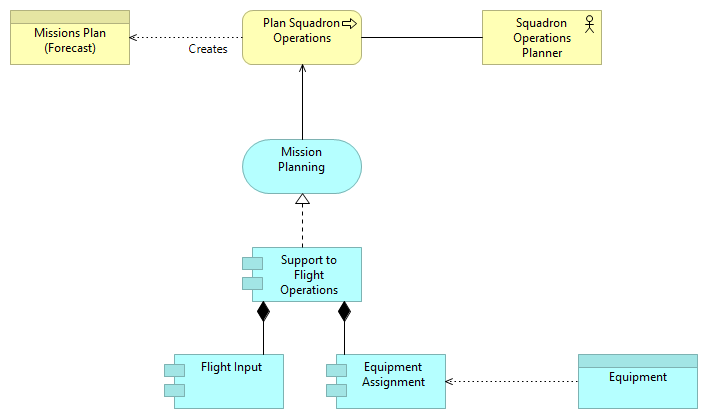 Missions Plan
(Forecast)
Creates
Plan Squadron
Operations
Squadron
Operations
Planner
Mission
Planning
Support to
Flight
Operations
Flight Input
Equipment
Assignment
Equipment